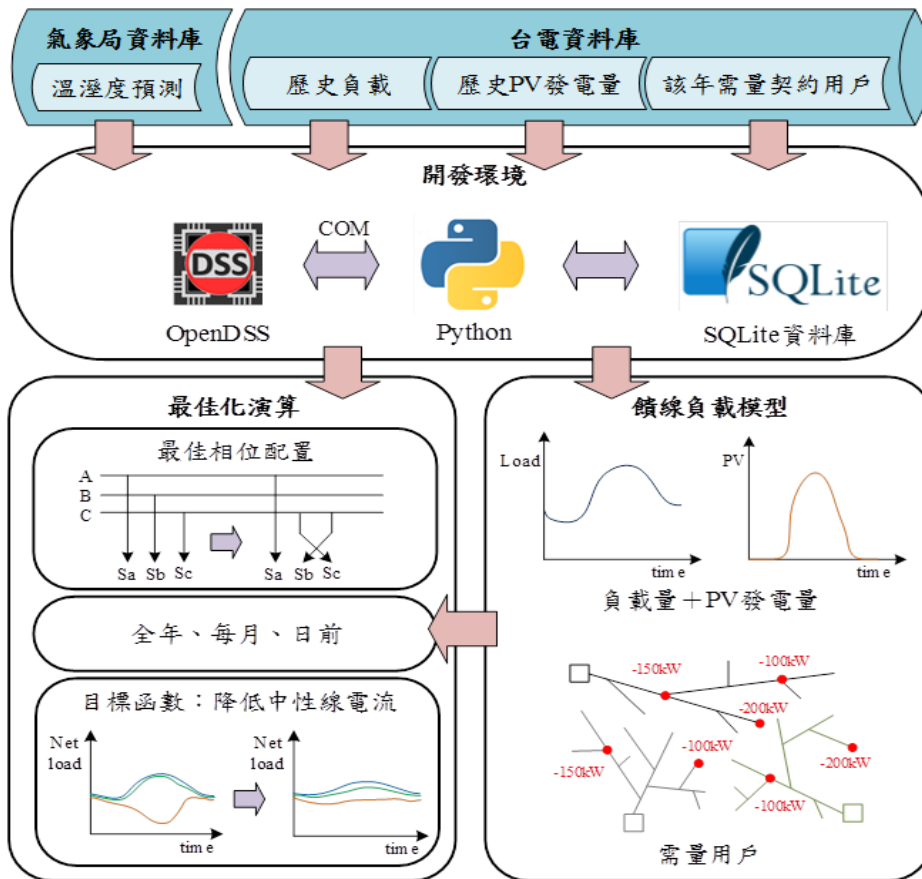 氣象局資料庫
台電資料庫
溫溼度預測
歷史負載
歷史PV發電量
該年需量契約用戶
開發環境
DSS
COM
SQLite
OpenDSS
Python
SQLite資料庫
最佳化演算
最佳相位配置
A
B
C
Sa
Sb
Sc
Sa
Sb
Sc
全年、每月、日前
目標函數：降低中性線電流
Net
load
time
Net
load
time
饋線負載模型
Load
time
PV
time
負載量＋PV發電量
-150kW
-100kW
-200kW
-150kW
-100kW
-200kW
-100kW
需量用戶